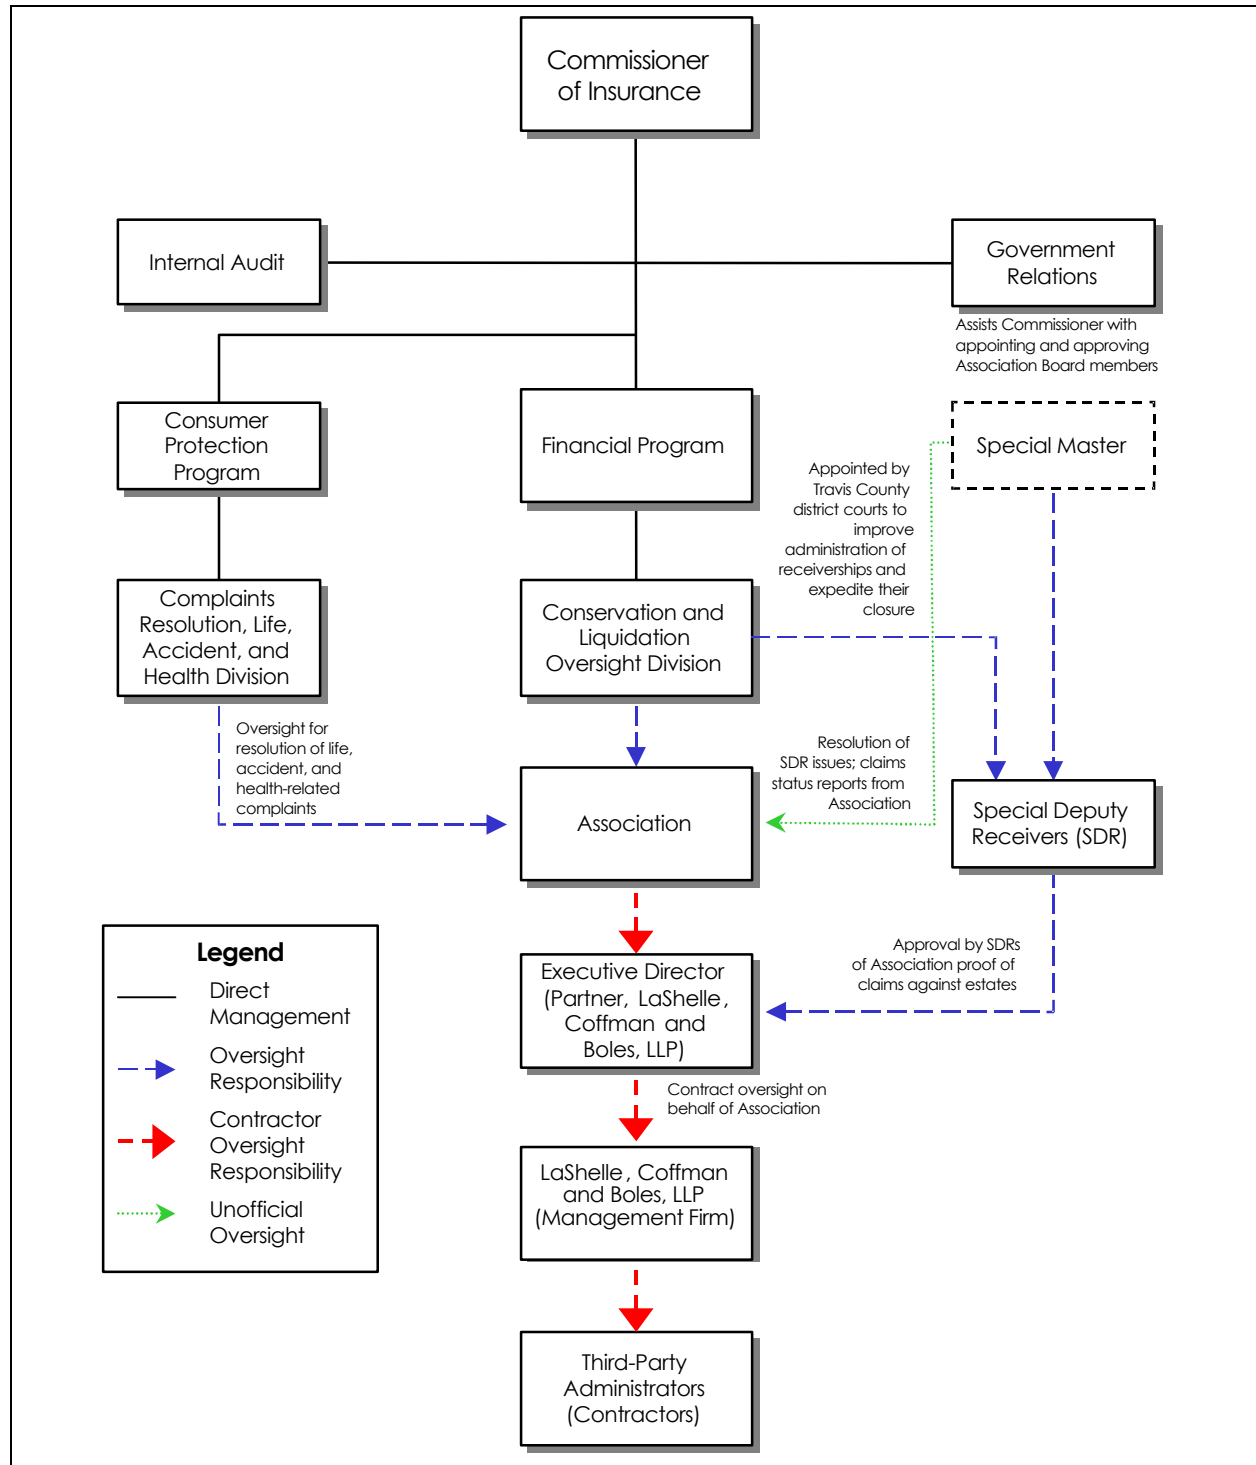 Commissioner
of Insurance
Internal Audit
Government
Relations
Assists Commissioner with
appointing and approving
Association Board members
Consumer
Protection
Program
Financial Program
Special Master
Appointed by
Travis County
district courts to
improve
administration of
receiverships and
expedite their
closure
Complaints
Resolution, Life,
Accident, and
Health Division
Conservation and
Liquidation
Oversight Division
Oversight for
resolution of life,
accident, and
health-related
complaints
Resolution of
SDR issues; claims
status reports from
Association
Association
Special Deputy
Receivers (SDR)
Approval by SDRs
of Association proof of
claims against estates
Executive Director
(Partner, LaShelle,
Coffman and
Boles, LLP)
Contract oversight on
behalf of Association
LaShelle, Coffman
and Boles, LLP
(Management Firm)
Third-Party
Administrators
(Contractors)
Legend
Direct
Management
Oversight
Responsibility
Contractor
Oversight
Responsibility
Unofficial
Oversight